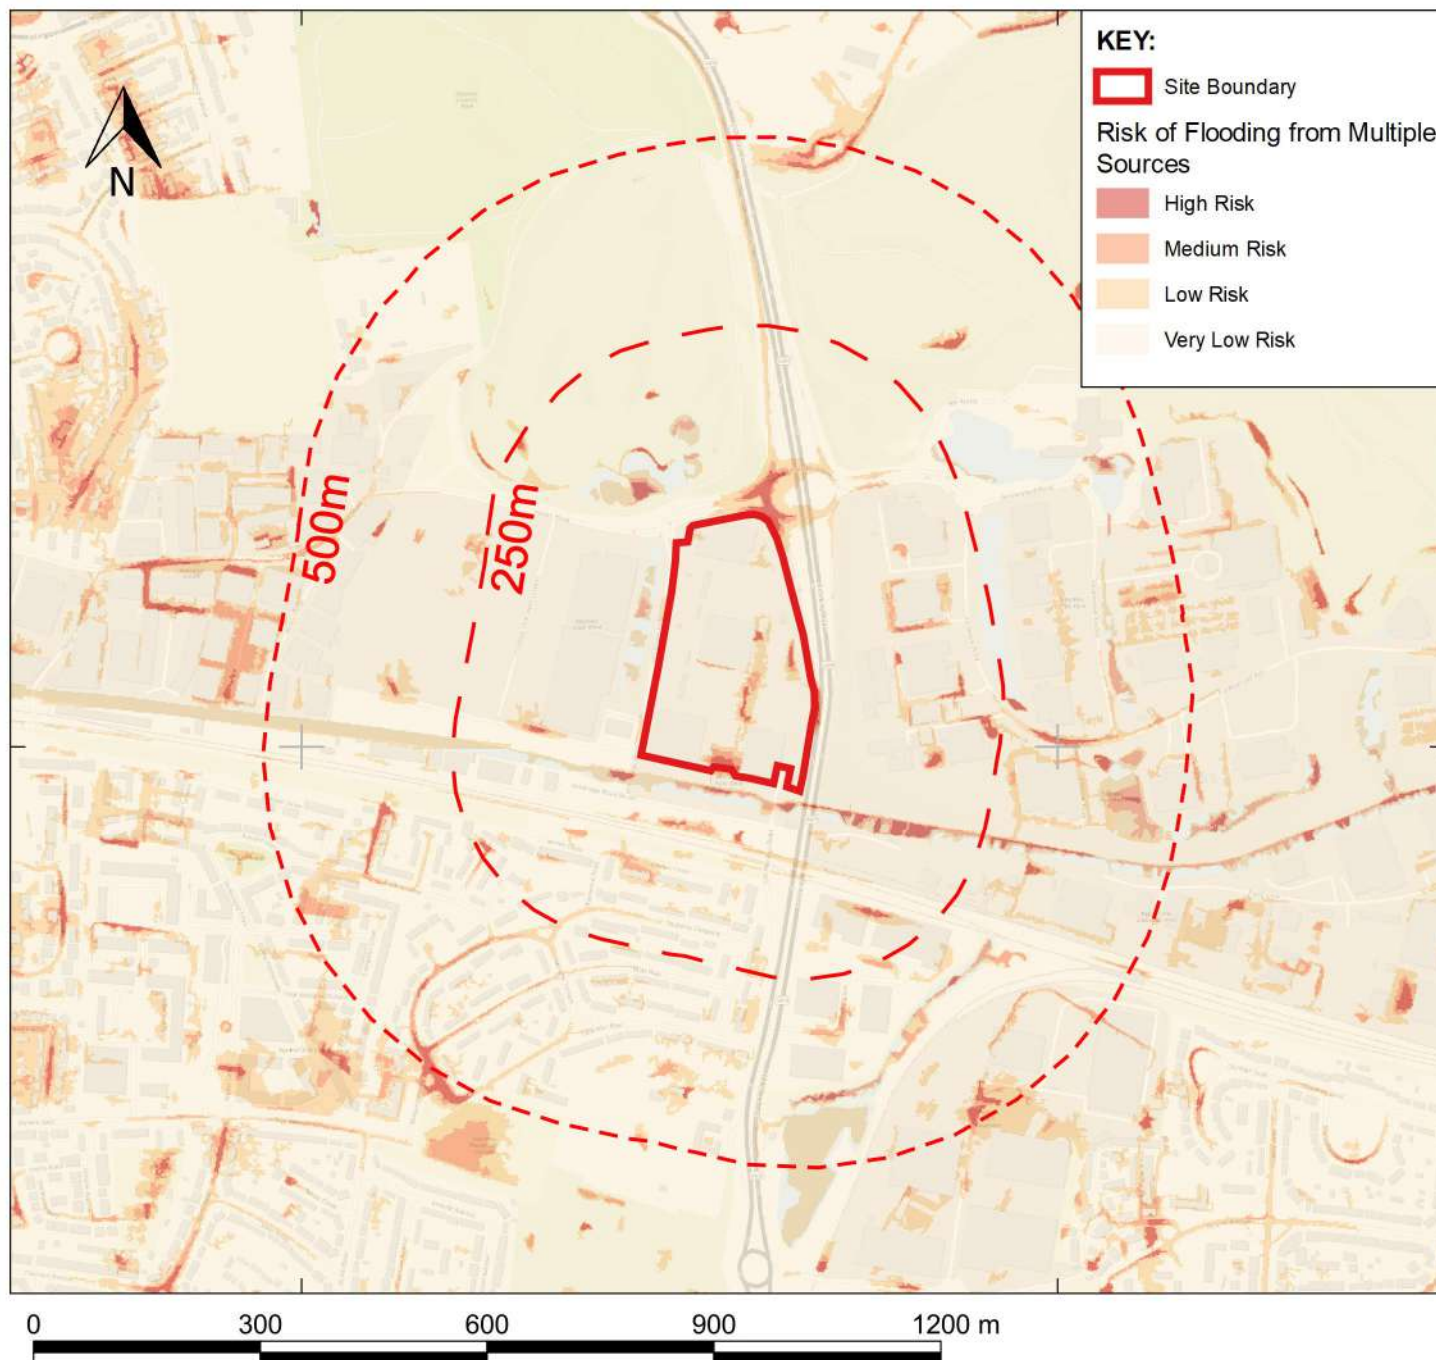 KEY:
Site Boundary
Risk of Flooding from Multiple
Sources
High Risk
Medium Risk
Low Risk
Very Low Risk
N
500m
250m
0 300 600 900 1200 m